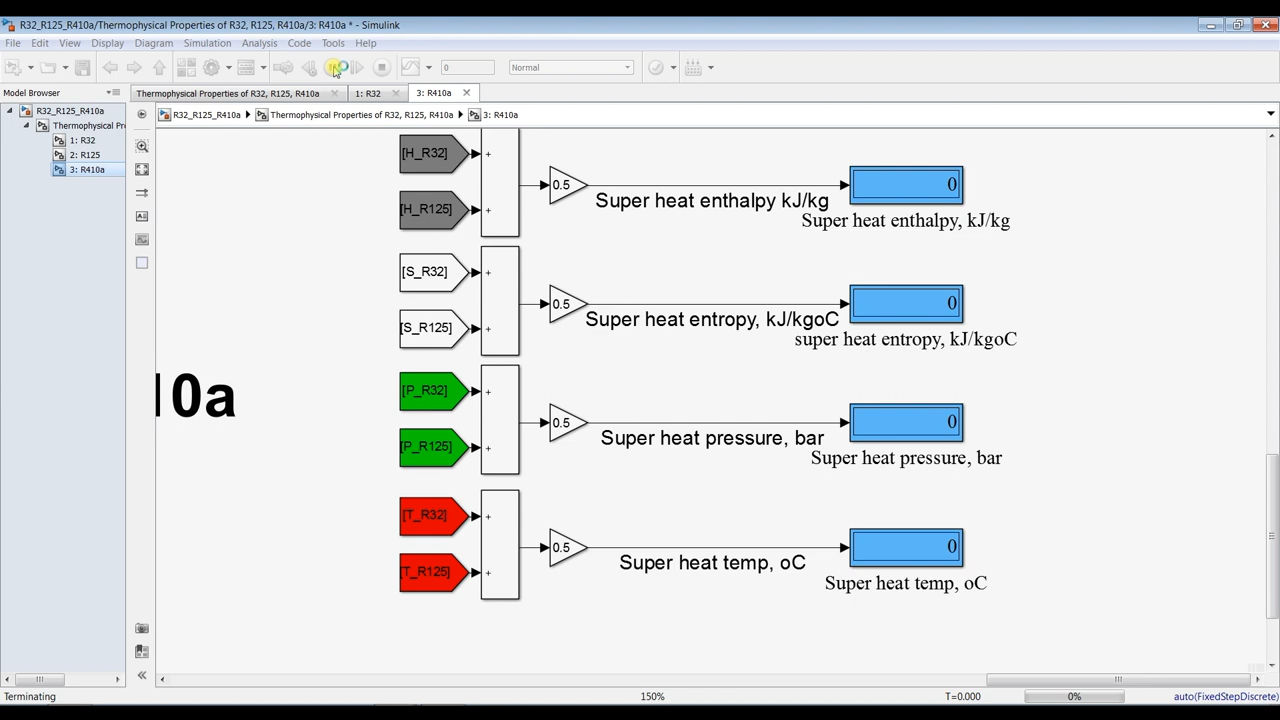 R32_R125_R410a/Thermophysical Properties of R32, R125, R410a/3: R410a * - Simulink
File Edit View Display Diagram Simulation Analysis Code Tools Help
0
Normal
Model Browser
Thermophysical Properties of R32, R125, R410a
1: R32
3: R410a
R32_R125_R410a
Thermophysical Pr
1: R32
2: R125
3: R410a
R32_R125_R410a Thermophysical Properties of R32, R125, R410a 3: R410a
[H_R32]
+
0.5
0
Super heat enthalpy kJ/kg
[H_R125]
+
Super heat enthalpy, kJ/kg
[S_R32]
+
0.5
0
Super heat entropy, kJ/kgoC
[S_R125]
+
super heat entropy, kJ/kgoC
10a
[P_R32]
+
0.5
0
Super heat pressure, bar
[P_R125]
+
Super heat pressure, bar
[T_R32]
+
0.5
0
Super heat temp, oC
[T_R125]
+
Super heat temp, oC
Terminating
150%
T=0.000
0%
auto(FixedStepDiscrete)